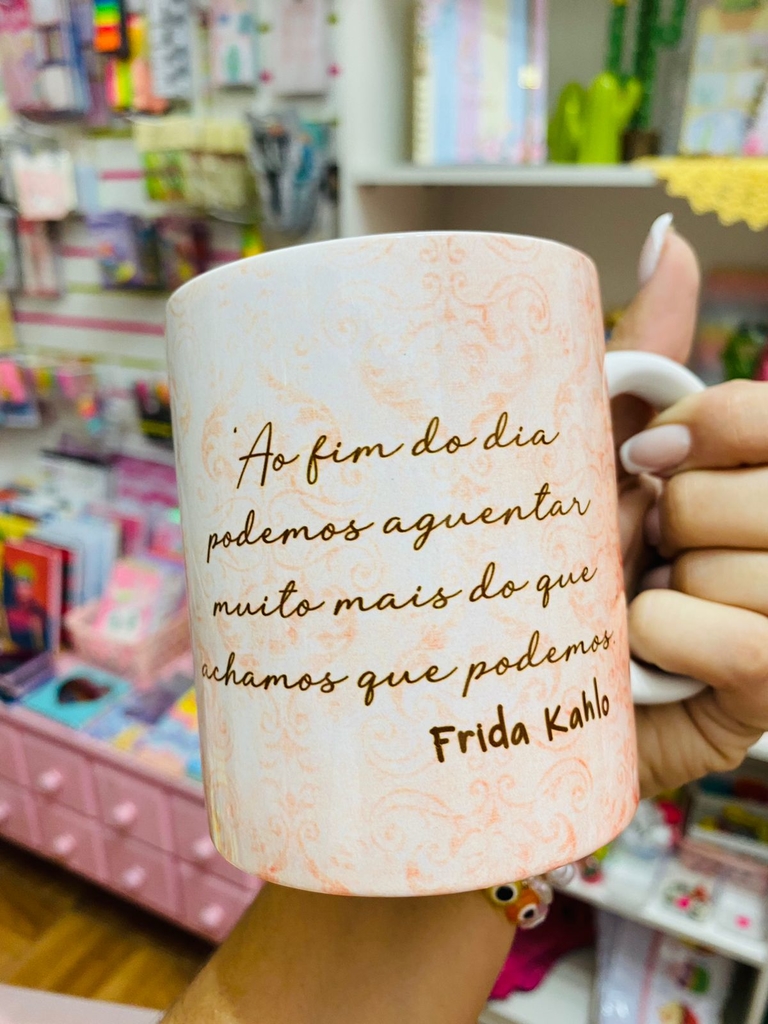 'Ao fim do dia
podemos aguentar
muito mais do que
achamos que podemos.
Frida Kahlo